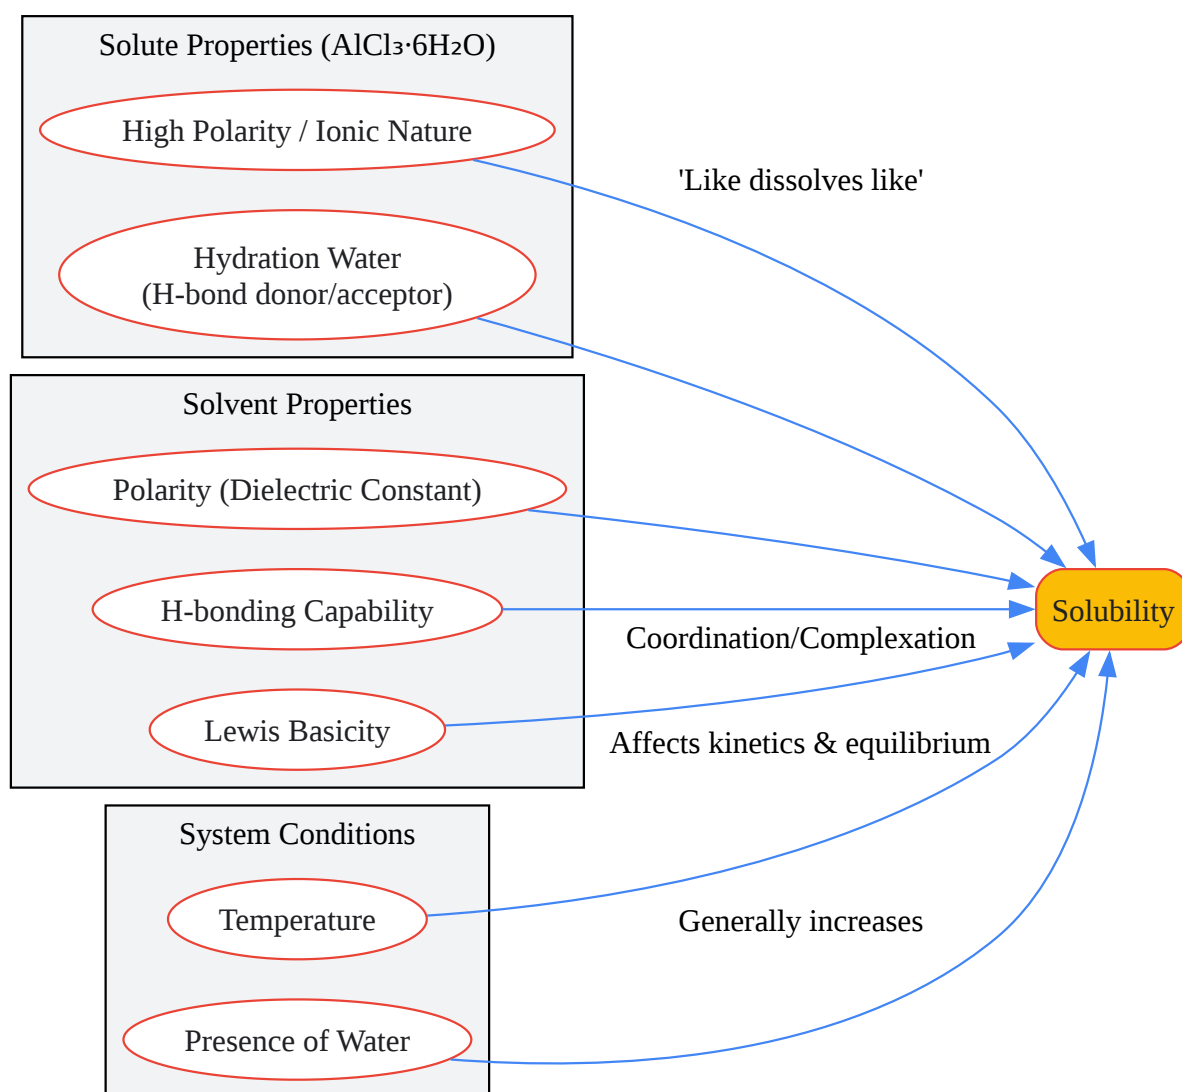 Solute Properties (AlCl₃·6H₂O)
High Polarity / Ionic Nature
'Like dissolves like'
Hydration Water
(H-bond donor/acceptor)
Solvent Properties
Polarity (Dielectric Constant)
H-bonding Capability
Solubility
Coordination/Complexation
Lewis Basicity
Affects kinetics & equilibrium
System Conditions
Temperature
Generally increases
Presence of Water